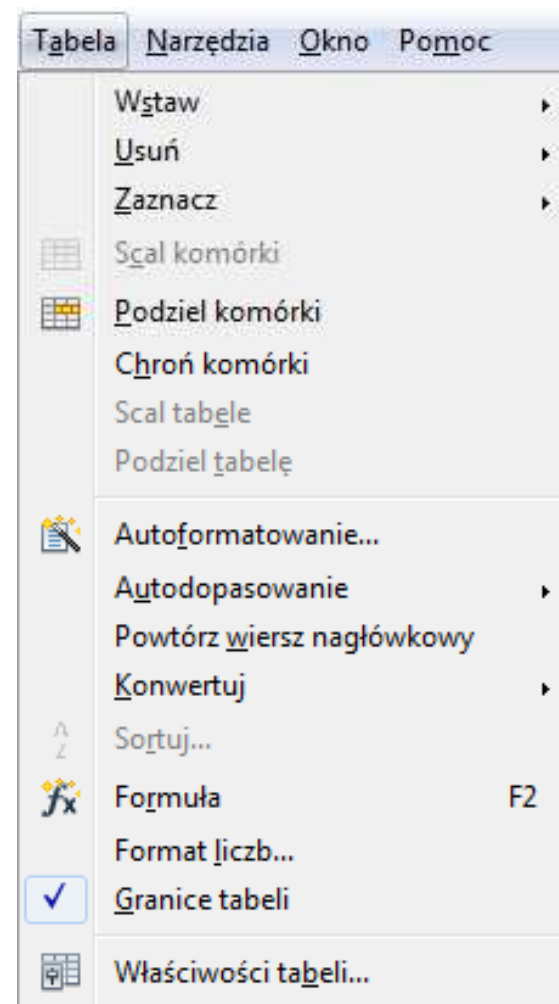 Tabela Narzędzia Okno Pomoc
Wstaw
Usuń
Zaznacz
Scal komórki
Podziel komórki
Chroń komórki
Scal tabele
Podziel tabelę
Autoformatowanie...
Autodopasowanie
Powtórz wiersz nagłówkowy
Konwertuj
A
Z
Sortuj...
fx Formuła F2
Format liczb...
Granice tabeli
Właściwości tabeli...